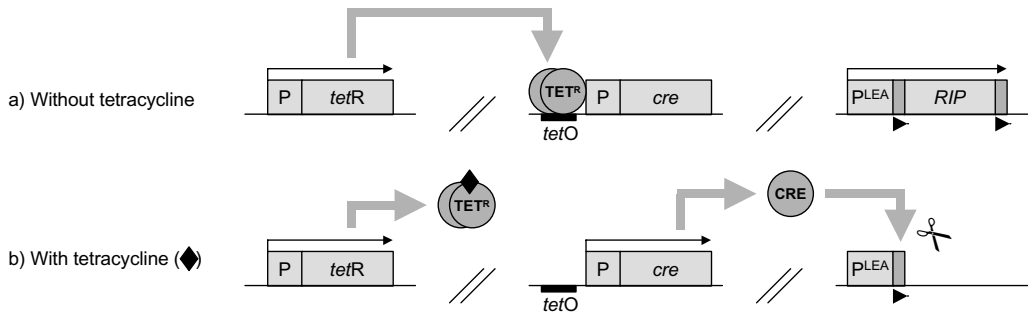 a) Without tetracycline
P tetR
TETR P cre
tetO
PLEA RIP
b) With tetracycline (♦)
TETR
CRE
P tetR
P cre
tetO
PLEA